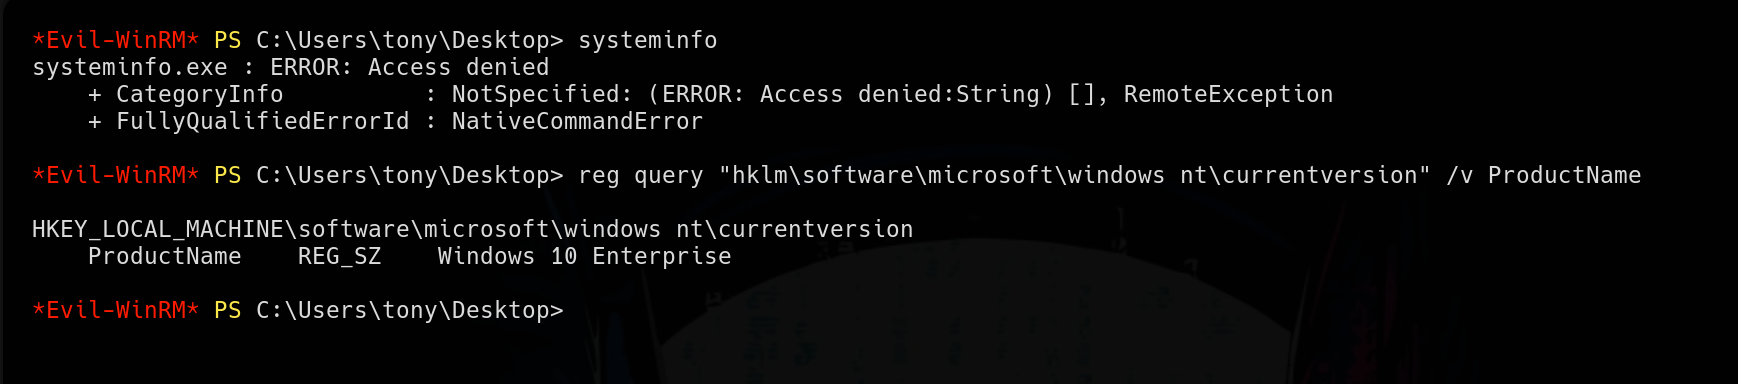 *Evil-WinRM* PS C:\Users\tony\Desktop> systeminfo
systeminfo.exe : ERROR: Access denied
    + CategoryInfo          : NotSpecified: (ERROR: Access denied:String) [], RemoteException
    + FullyQualifiedErrorId : NativeCommandError

*Evil-WinRM* PS C:\Users\tony\Desktop> reg query "hklm\software\microsoft\windows nt\currentversion" /v ProductName

HKEY_LOCAL_MACHINE\software\microsoft\windows nt\currentversion
    ProductName    REG_SZ    Windows 10 Enterprise

*Evil-WinRM* PS C:\Users\tony\Desktop>